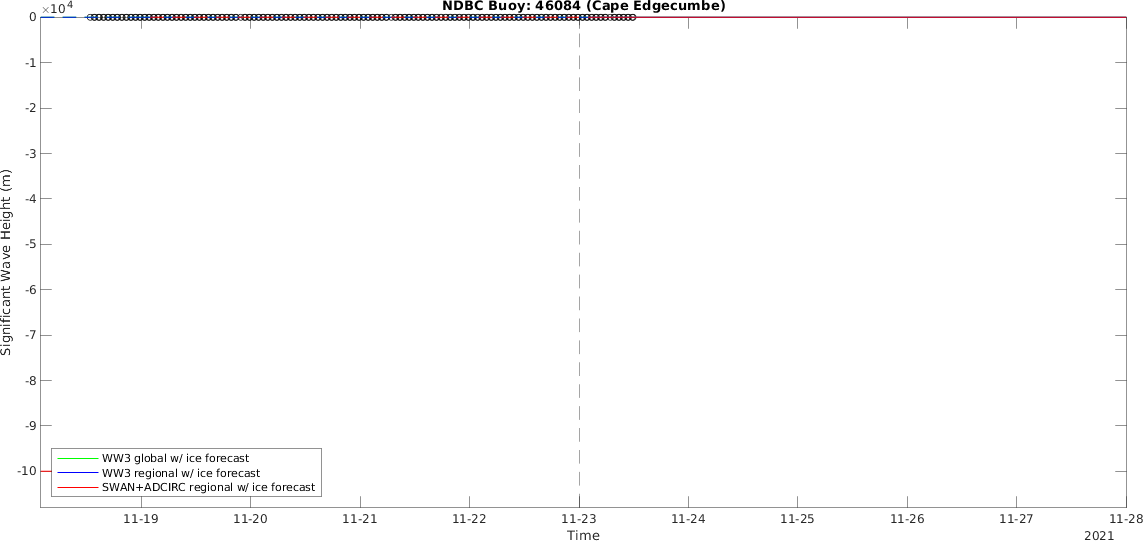 NDBC Buoy: 46084 (Cape Edgecumbe)
×10⁴
0
-1
-2
-3
-4
-5
-6
-7
-8
-9
-10
Significant Wave Height (m)
WW3 global w/ ice forecast
WW3 regional w/ ice forecast
SWAN+ADCIRC regional w/ ice forecast
11-19 11-20 11-21 11-22 11-23 11-24 11-25 11-26 11-27 11-28
Time
2021